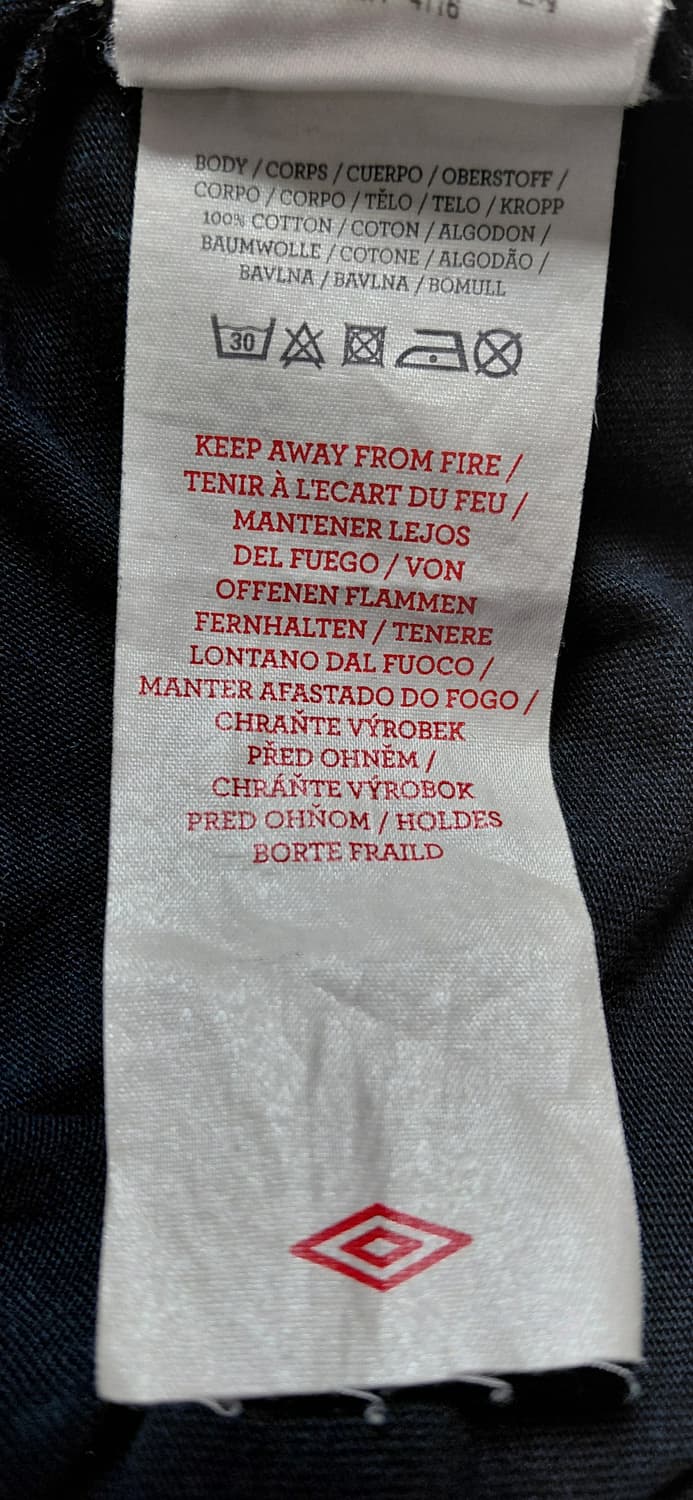 4116
BODY / CORPS / CUERPO / OBERSTOFF /
CORPO / CORPO / TĚLO / TELO / KROPP
100% COTTON / COTON / ALGODON /
BAUMWOLLE / COTONE / ALGODÃO /
BAVLNA / BAVLNA / BOMULL
30
KEEP AWAY FROM FIRE /
TENIR À L'ECART DU FEU /
MANTENER LEJOS
DEL FUEGO / VON
OFFENEN FLAMMEN
FERNHALTEN / TENERE
LONTANO DAL FUOCO /
MANTER AFASTADO DO FOGO /
CHRAŇTE VÝROBEK
PŘED OHNĚM /
CHRÁŇTE VÝROBOK
PRED OHŇOM / HOLDES
BORTE FRAILD